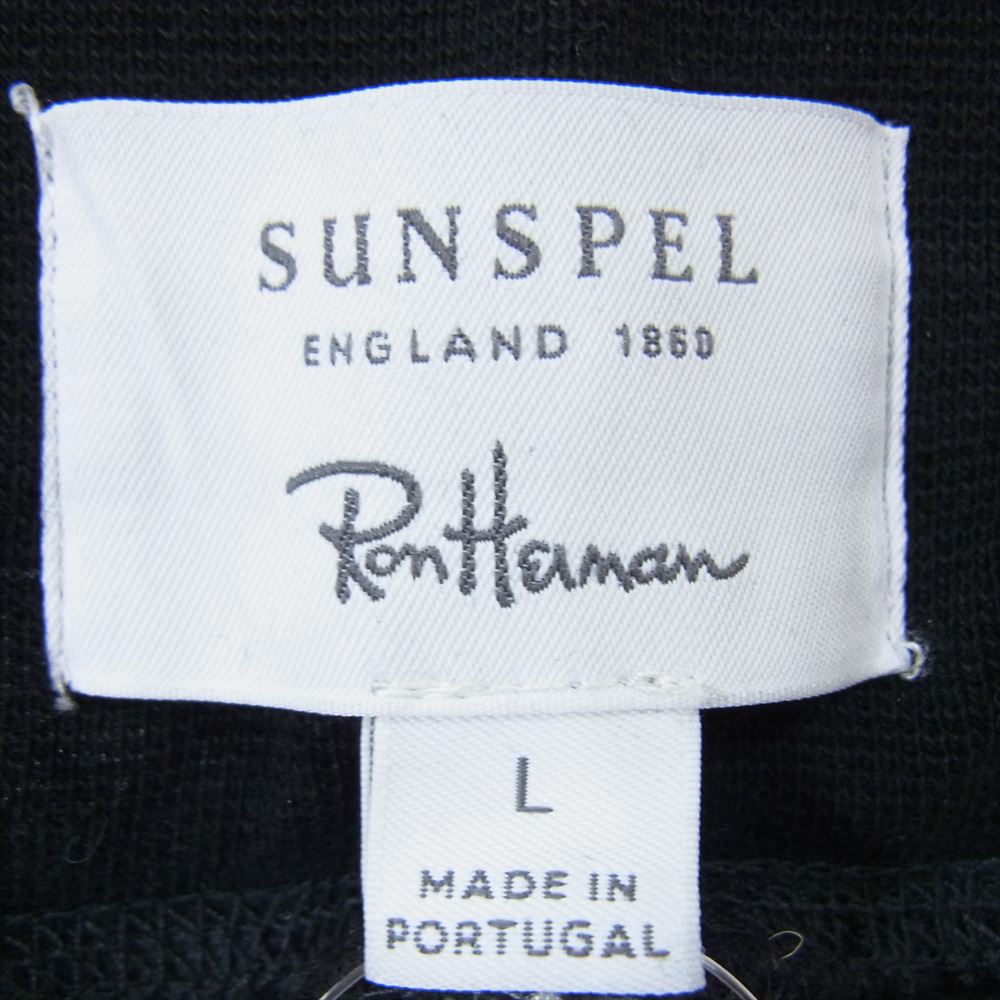 SUNSPEL
ENGLAND 1860
Ron Herman
L
MADE IN
PORTUGAL